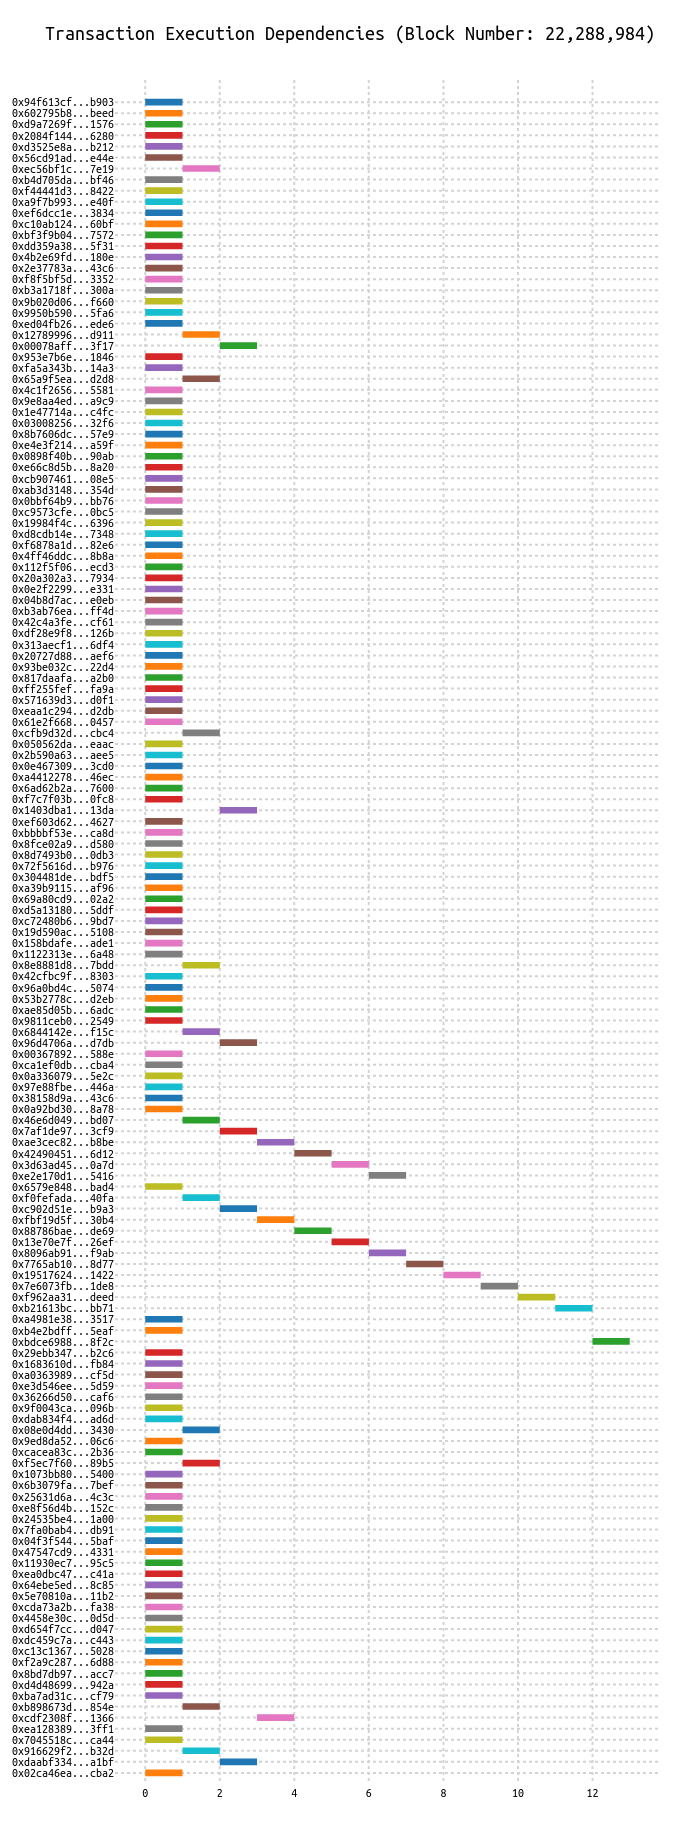 Transaction Execution Dependencies (Block Number: 22,288,984)
0x94f613cf...b903
0x602795b8...beed
0xd9a7269f...1576
0x2084f144...6280
0xd3525e8a...b212
0x56cd91ad...e44e
0xec56bf1c...7e19
0xb4d705da...bf46
0xf44441d3...8422
0xa9f7b993...e40f
0xef6dcc1e...3834
0xc10ab124...60bf
0xbf3f9b04...7572
0xdd359a38...5f31
0x4b2e69fd...180e
0x2e37783a...43c6
0xf8f5bf5d...3352
0xb3a1718f...300a
0x9b020d06...f660
0x9950b590...5fa6
0xed04fb26...ede6
0x12789996...d911
0x00078aff...3f17
0x953e7b6e...1846
0xfa5a343b...14a3
0x65a9f5ea...d2d8
0x4c1f2656...5581
0x9e8aa4ed...a9c9
0x1e47714a...c4fc
0x03008256...32f6
0x8b7606dc...57e9
0xe4e3f214...a59f
0x0898f40b...90ab
0xe66c8d5b...8a20
0xcb907461...08e5
0xab3d3148...354d
0x0bbf64b9...bb76
0xc9573cfe...0bc5
0x19984f4c...6396
0xd8cdb14e...7348
0xf6878a1d...82e6
0x4ff46ddc...8b8a
0x112f5f06...ecd3
0x20a302a3...7934
0x0e2f2299...e331
0x04b8d7ac...e0eb
0xb3ab76ea...ff4d
0x42c4a3fe...cf61
0xdf28e9f8...126b
0x313aecf1...6df4
0x20727d88...aef6
0x93be032c...22d4
0x817daafa...a2b0
0xff255fef...fa9a
0x571639d3...d0f1
0xeaa1c294...d2db
0x61e2f668...0457
0xcfb9d32d...cbc4
0x050562da...eaac
0x2b590a63...aee5
0x0e467309...3cd0
0xa4412278...46ec
0x6ad62b2a...7600
0xf7c7f03b...0fc8
0x1403dba1...13da
0xef603d62...4627
0xbbbbf53e...ca8d
0x8fce02a9...d580
0x8d7493b0...0db3
0x72f5616d...b976
0x304481de...bdf5
0xa39b9115...af96
0x69a80cd9...02a2
0xd5a13180...5ddf
0xc72480b6...9bd7
0x19d590ac...5108
0x158bdafe...ade1
0x1122313e...6a48
0x8e8881d8...7bdd
0x42cfbc9f...8303
0x96a0bd4c...5074
0x53b2778c...d2eb
0xae85d05b...6adc
0x9811ceb0...2549
0x6844142e...f15c
0x96d4706a...d7db
0x00367892...588e
0xca1ef0db...cba4
0x0a336079...5e2c
0x97e88fbe...446a
0x38158d9a...43c6
0x0a92bd30...8a78
0x46e6d049...bd07
0x7af1de97...3cf9
0xae3cec82...b8be
0x42490451...6d12
0x3d63ad45...0a7d
0xe2e170d1...5416
0x6579e848...bad4
0xf0fefada...40fa
0xc902d51e...b9a3
0xfbf19d5f...30b4
0x88786bae...de69
0x13e70e7f...26ef
0x8096ab91...f9ab
0x7765ab10...8d77
0x19517624...1422
0x7e6073fb...1de8
0xf962aa31...deed
0xb21613bc...bb71
0xa4981e38...3517
0xb4e2bdff...5eaf
0xbdce6988...8f2c
0x29ebb347...b2c6
0x1683610d...fb84
0xa0363989...cf5d
0xe3d546ee...5d59
0x36266d50...caf6
0x9f0043ca...096b
0xdab834f4...ad6d
0x08e0d4dd...3430
0x9ed8da52...06c6
0xcacea83c...2b36
0xf5ec7f60...89b5
0x1073bb80...5400
0x6b3079fa...7bef
0x25631d6a...4c3c
0xe8f56d4b...152c
0x24535be4...1a00
0x7fa0bab4...db91
0x04f3f544...5baf
0x47547cd9...4331
0x11930ec7...95c5
0xea0dbc47...c41a
0x64ebe5ed...8c85
0x5e70810a...11b2
0xcda73a2b...fa38
0x4458e30c...0d5d
0xd654f7cc...d047
0xdc459c7a...c443
0xc13c1367...5028
0xf2a9c287...6d88
0x8bd7db97...acc7
0xd4d48699...942a
0xba7ad31c...cf79
0xb898673d...854e
0xcdf2308f...1366
0xea128389...3ff1
0x7045518c...ca44
0x916629f2...b32d
0xdaabf334...a1bf
0x02ca46ea...cba2
0 2 4 6 8 10 12